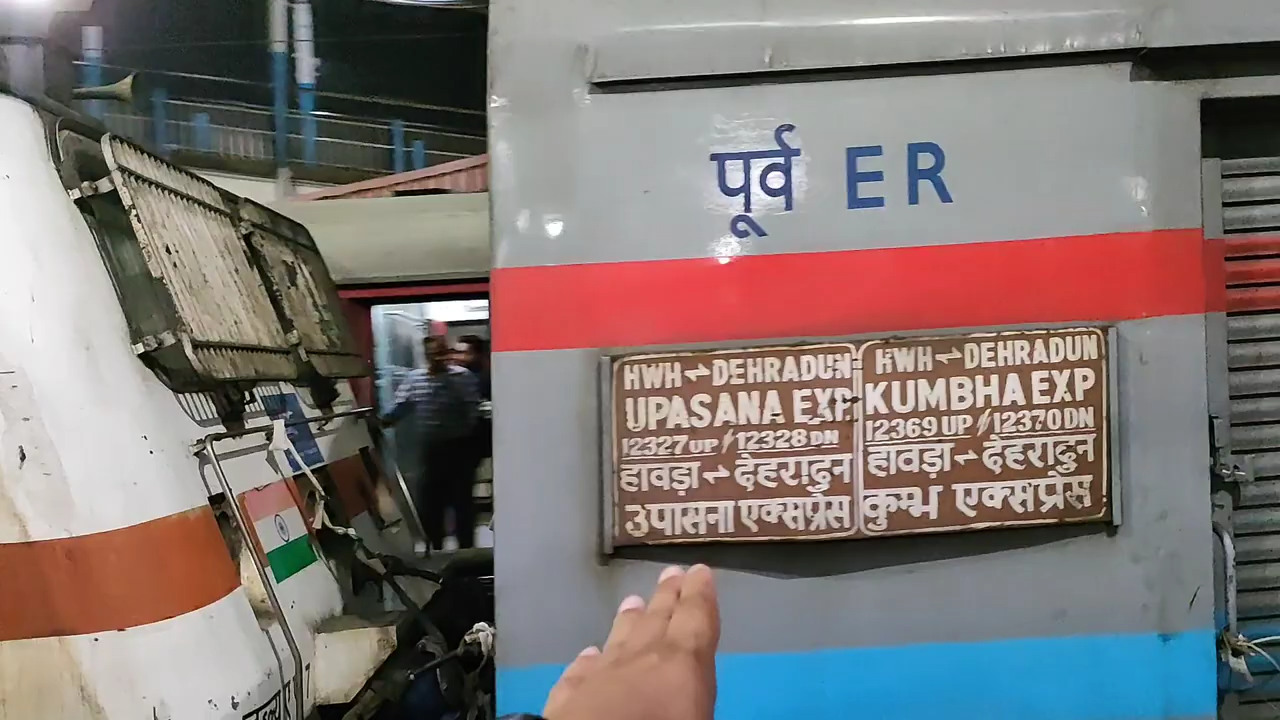 पूर्व ER
HWH ⇌ DEHRADUN
UPASANA EXP
12327 UP / 12328 DN
हावड़ा ⇌ देहरादुन
उपासना एक्सप्रेस
HWH ⇌ DEHRADUN
KUMBHA EXP
12369 UP // 12370 DN
हावड़ा ⇌ देहरादुन
कुम्भ एक्सप्रेस